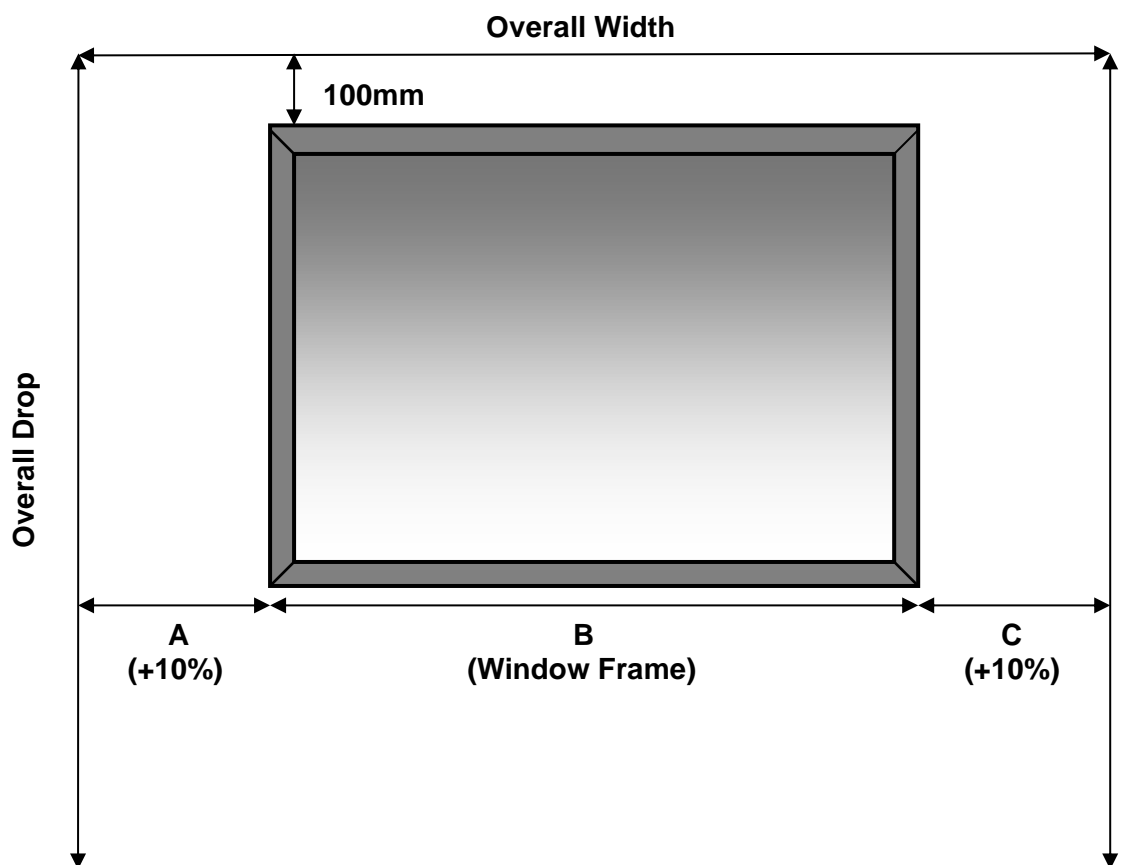 Overall Width
100mm
Overall Drop
A
(+10%)
B
(Window Frame)
C
(+10%)